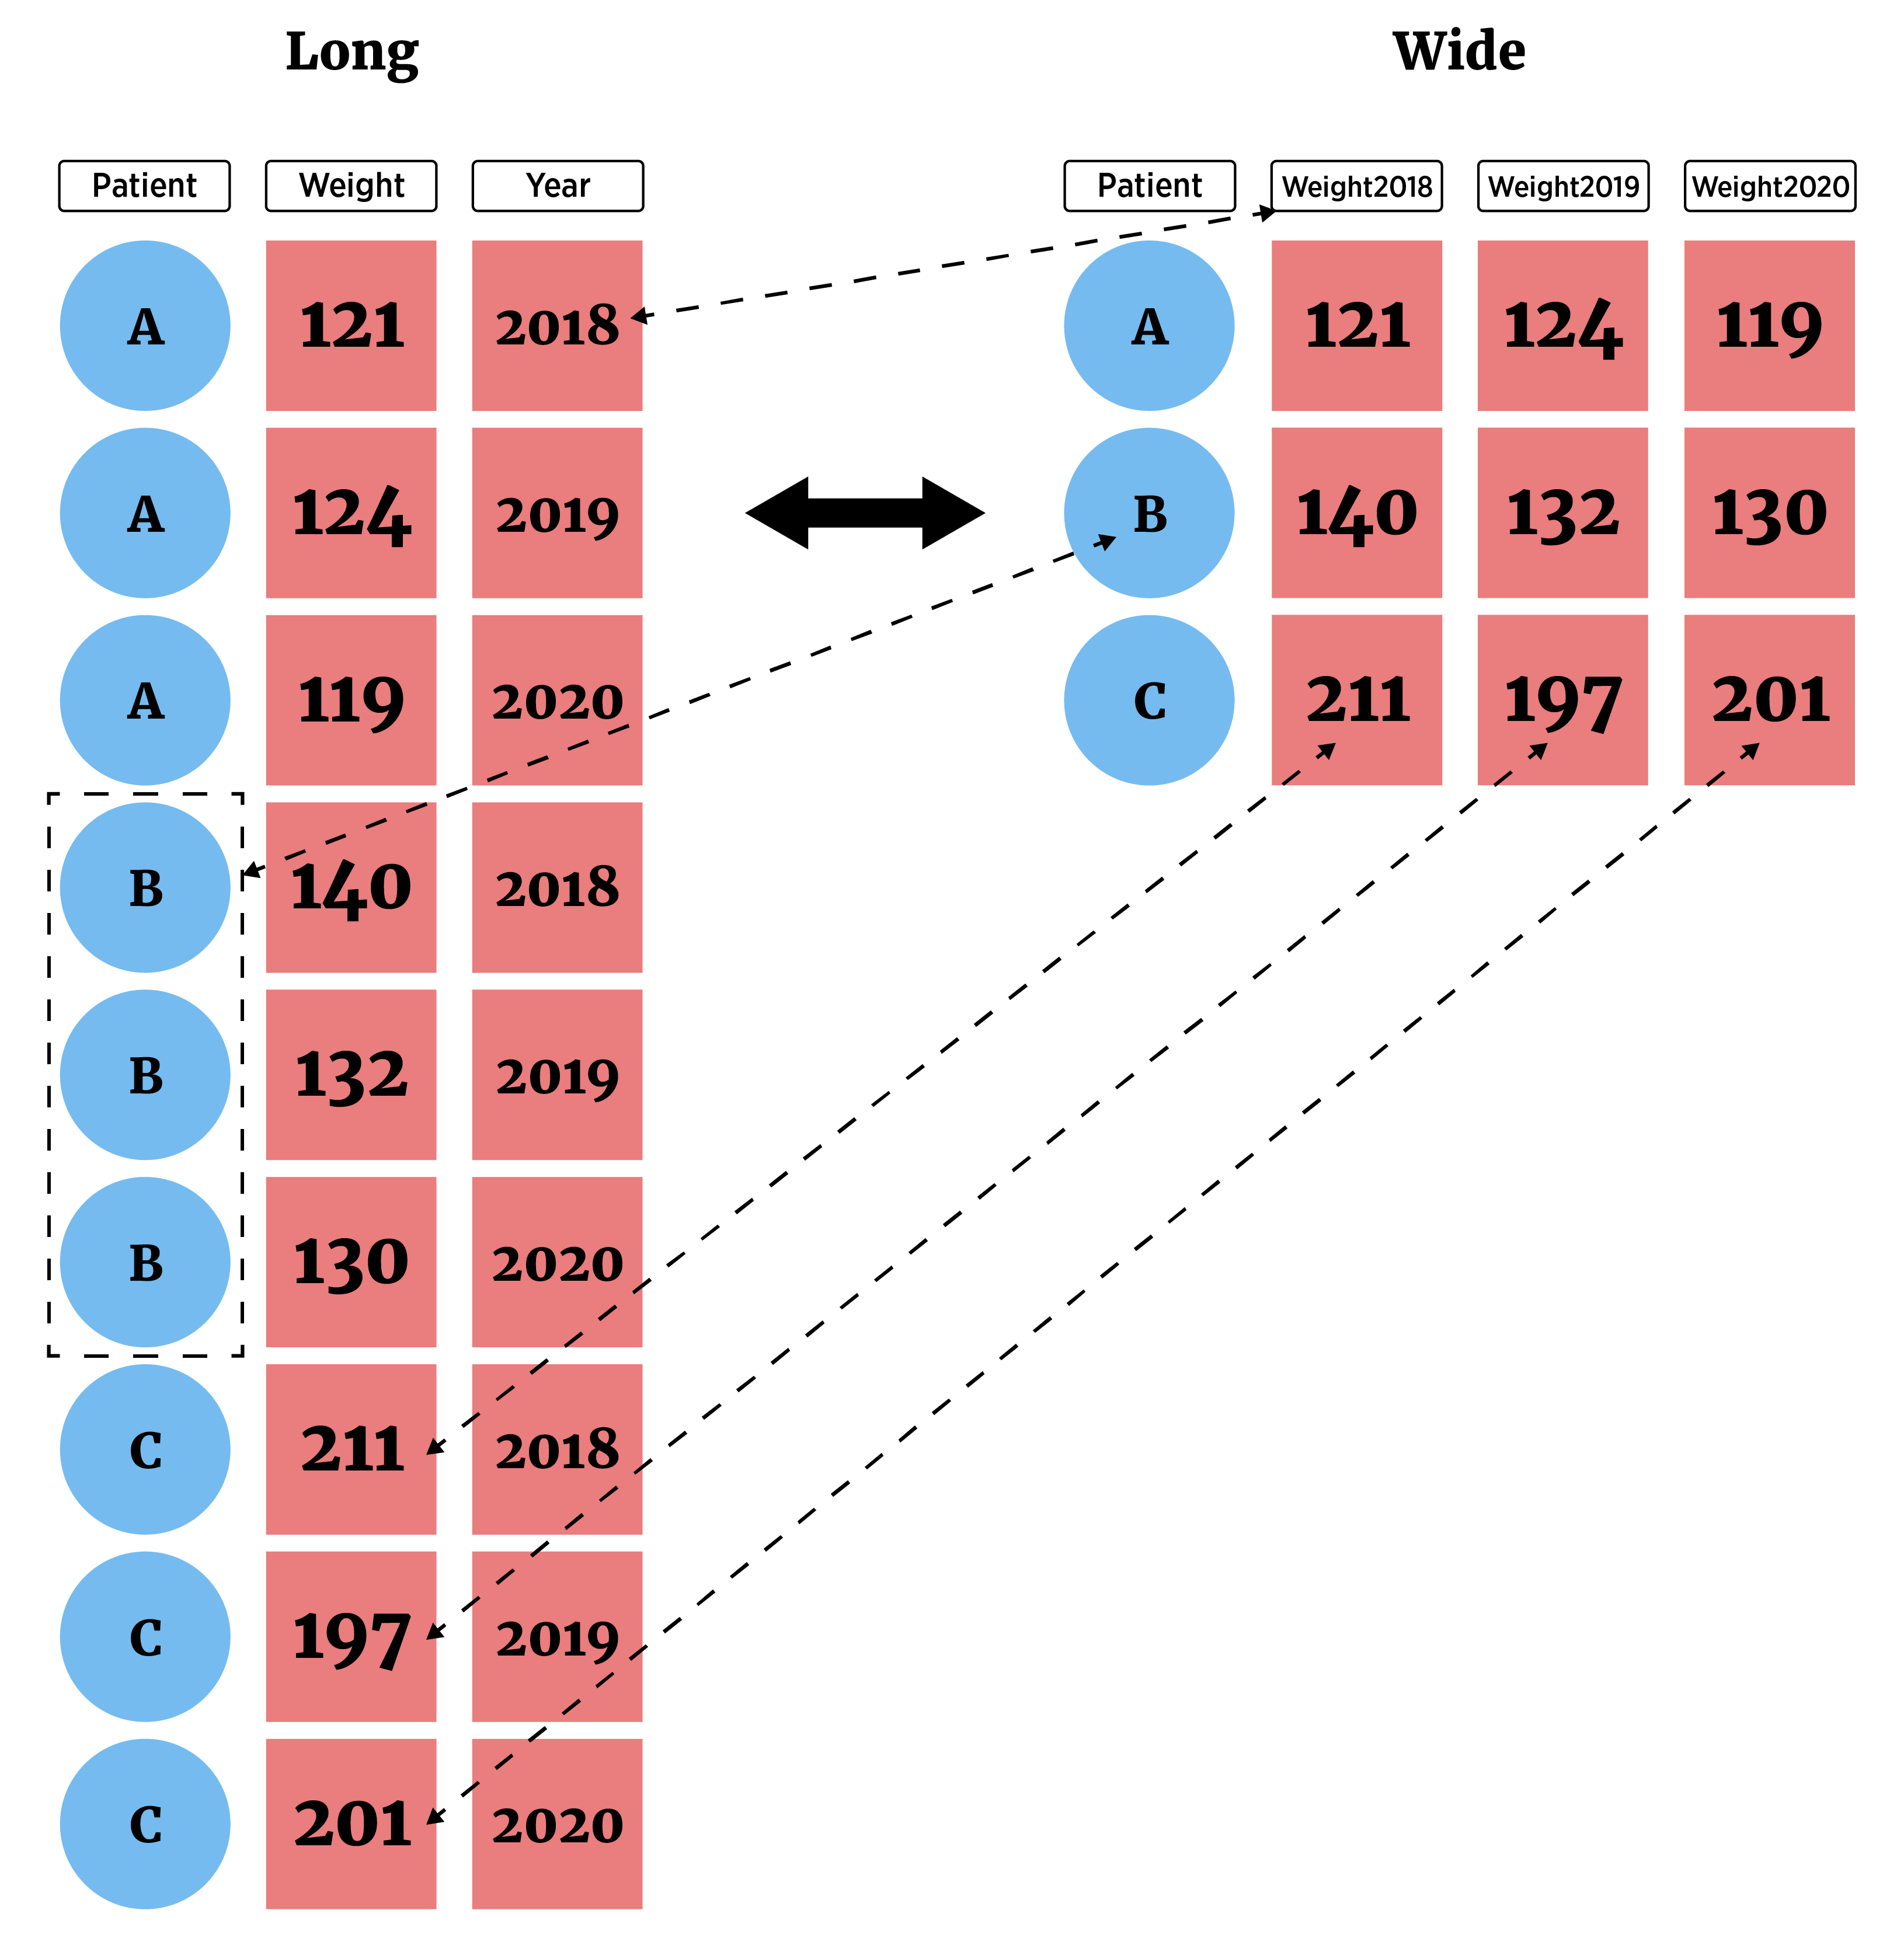 Long
Patient Weight Year
A 121 2018
A 124 2019
A 119 2020
B 140 2018
B 132 2019
B 130 2020
C 211 2018
C 197 2019
C 201 2020
Wide
Patient Weight2018 Weight2019 Weight2020
A 121 124 119
B 140 132 130
C 211 197 201